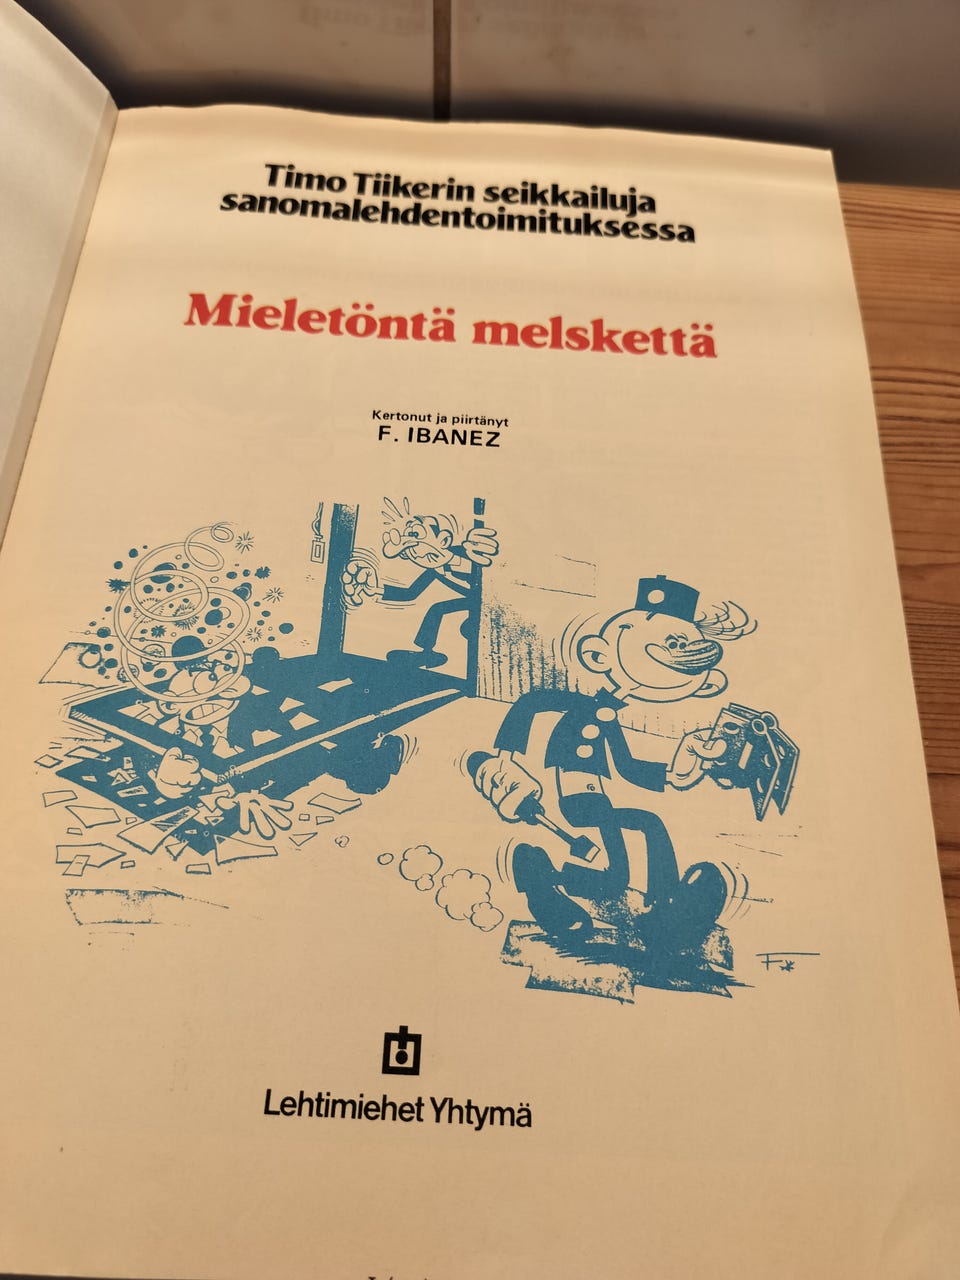 Timo Tiikerin seikkailuja
sanomalehdentoimituksessa
Mieletöntä melskettä
Kertonut ja piirtänyt
F. IBANEZ
Lehtimiehet Yhtymä